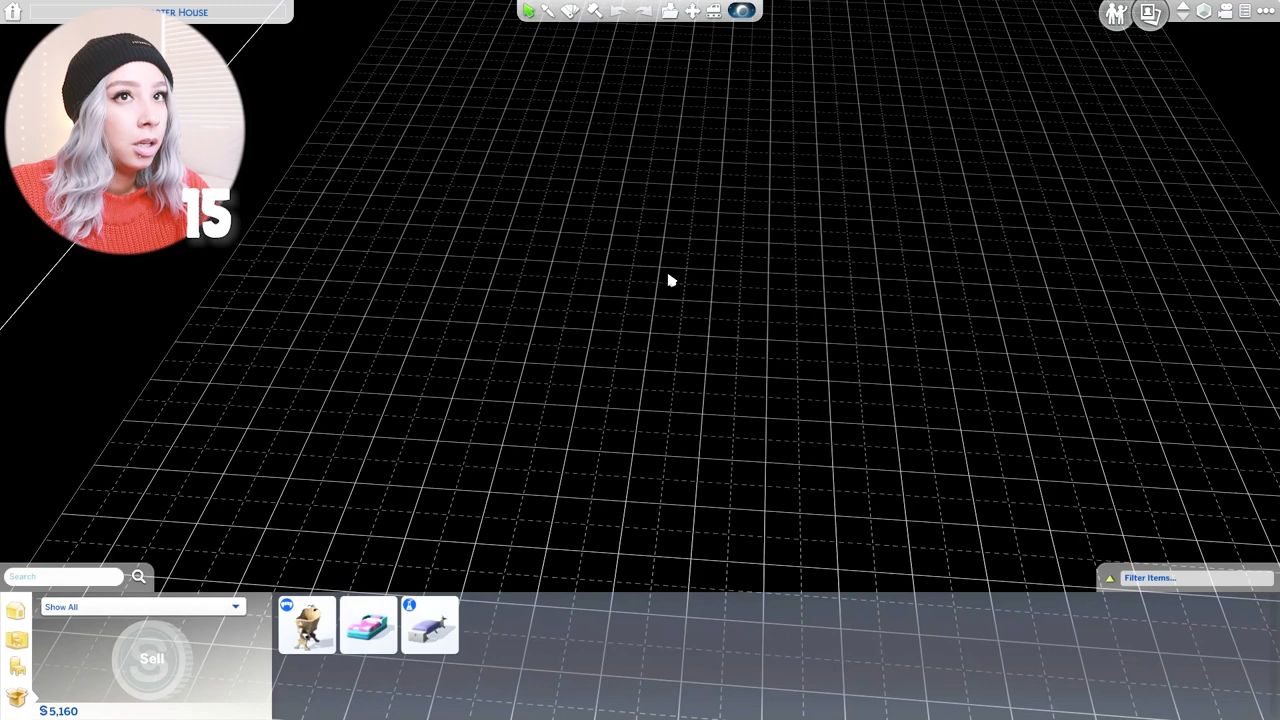 TER HOUSE
15
Search
Filter Items...
Show All
Sell
§5,160